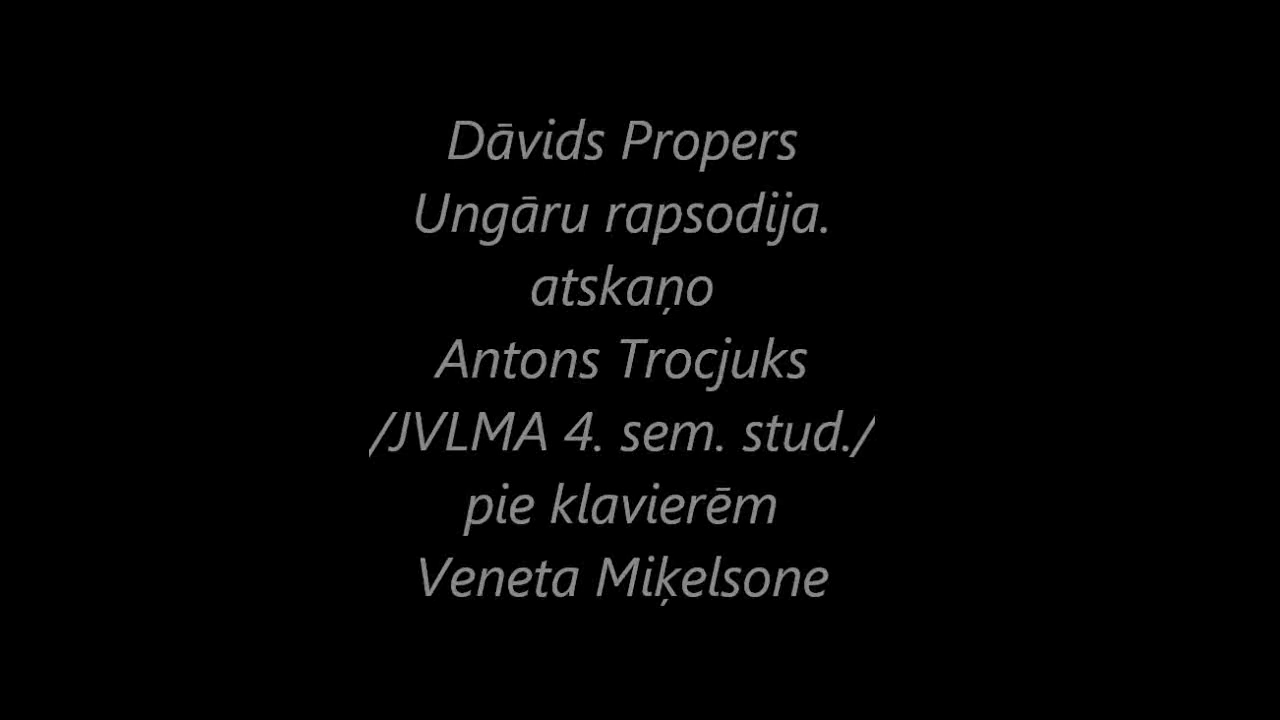 Dāvids Propers
Ungāru rapsodija.
atskaņo
Antons Trocjuks
/JVLMA 4. sem. stud./
pie klavierēm
Veneta Miķelsone